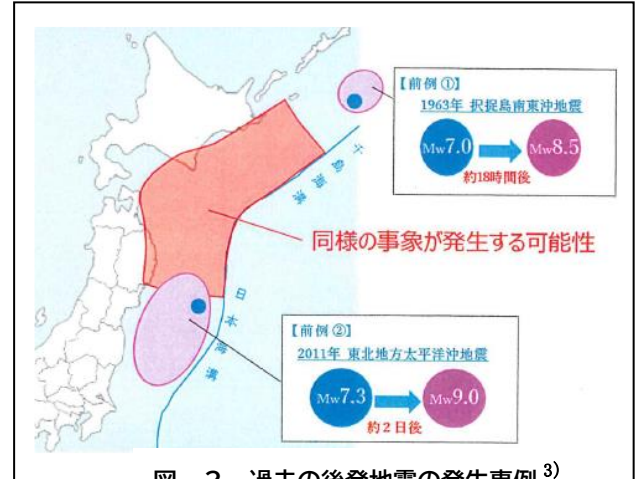 【前例①】
1963年 択捉島南東沖地震
Mw7.0
Mw8.5
約18時間後
千島海溝
同様の事象が発生する可能性
日本海溝
【前例②】
2011年 東北地方太平洋沖地震
Mw7.3
Mw9.0
約2日後
図-2 過去の後発地震の発生事例 3)